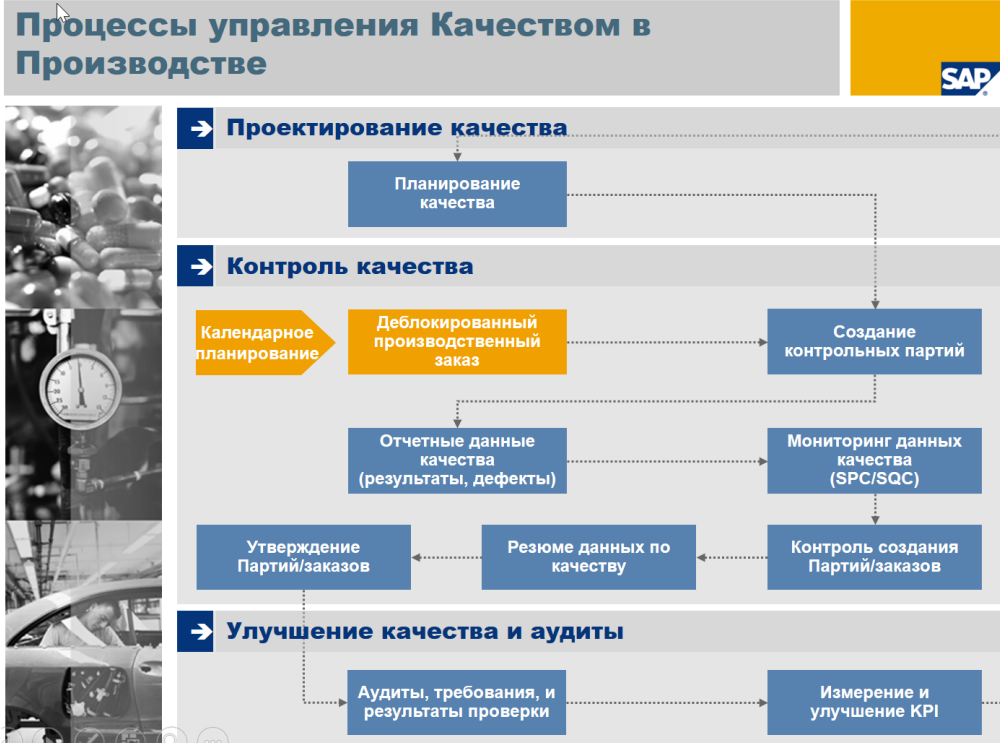 Процессы управления Качеством в
Производстве
SAP
Проектирование качества
Планирование
качества
Контроль качества
Календарное
планирование
Деблокированный
производственный
заказ
Создание
контрольных партий
Отчетные данные
качества
(результаты, дефекты)
Мониторинг данных
качества
(SPC/SQC)
Утверждение
Партий/заказов
Резюме данных по
качеству
Контроль создания
Партий/заказов
Улучшение качества и аудиты
Аудиты, требования, и
результаты проверки
Измерение и
улучшение KPI